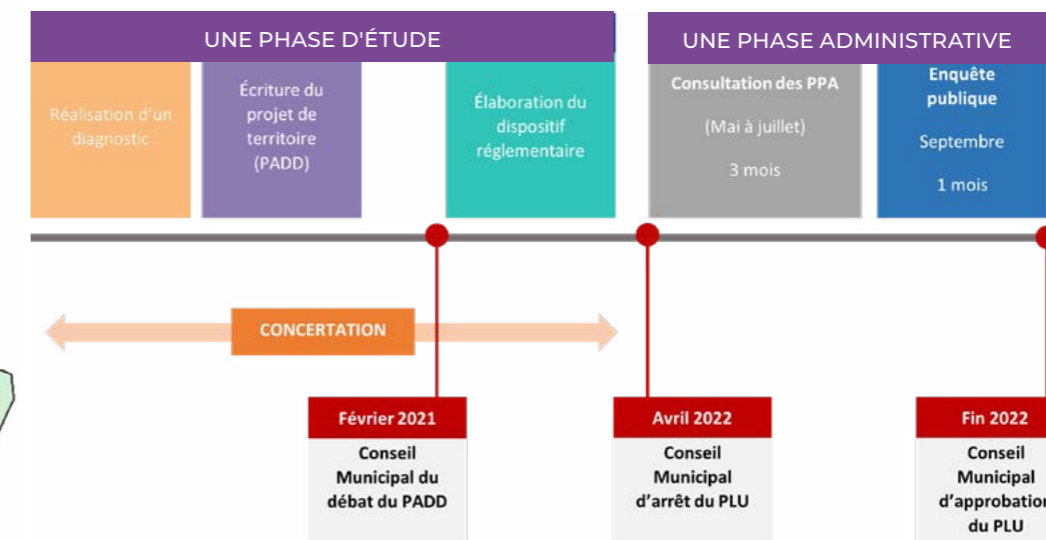 UNE PHASE D'ÉTUDE
UNE PHASE ADMINISTRATIVE
Réalisation d'un
diagnostic
Écriture du
projet de
territoire
(PADD)
Élaboration du
dispositif
réglementaire
Consultation des PPA
(Mai à juillet)
3 mois
Enquête
publique
Septembre
1 mois
CONCERTATION
Février 2021
Conseil
Municipal du
débat du PADD
Avril 2022
Conseil
Municipal
d'arrêt du PLU
Fin 2022
Conseil
Municipal
d'approbation
du PLU